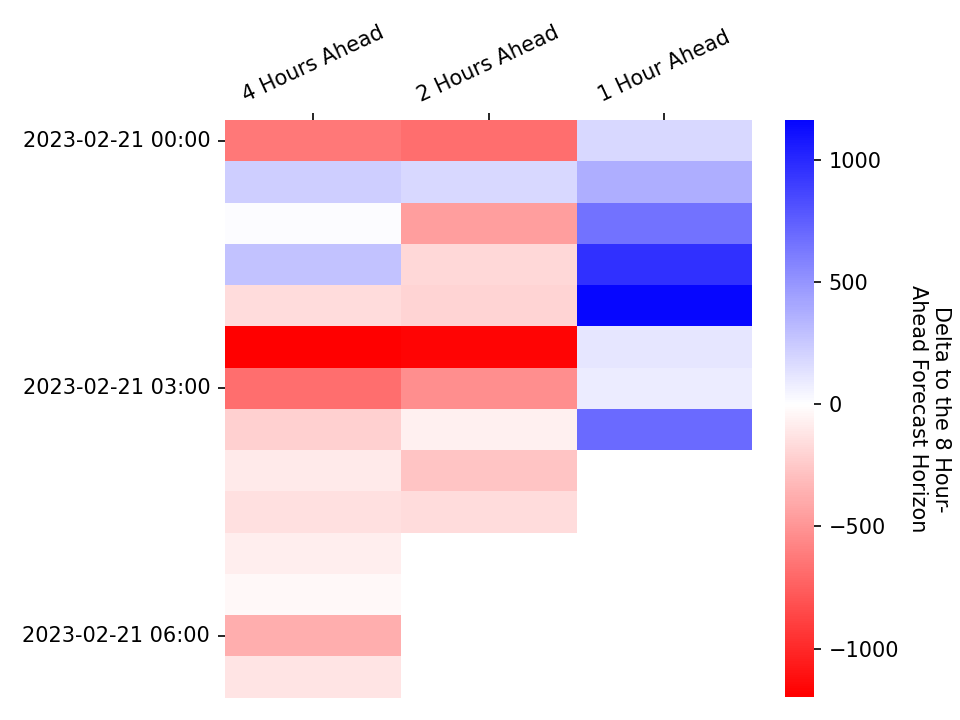 4 Hours Ahead
2 Hours Ahead
1 Hour Ahead
2023-02-21 00:00
2023-02-21 03:00
2023-02-21 06:00
1000
500
0
−500
−1000
Delta to the 8 Hour-
Ahead Forecast Horizon